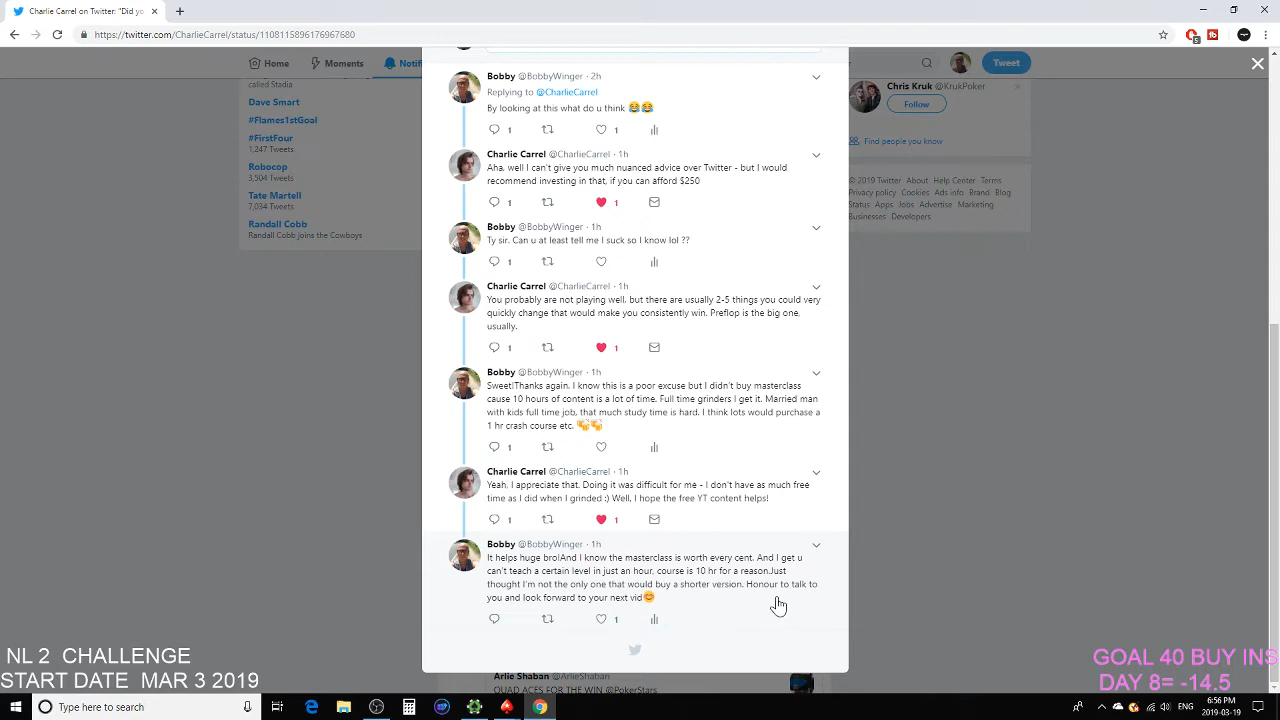 Charlie Carrel on Twitter: "Did yo
https://twitter.com/CharlieCarrel/status/1108115896176967680
Home
Moments
Notif
Tweet
called Stadia
Dave Smart
#Flames1stGoal
#FirstFour
1,247 Tweets
Robocop
3,504 Tweets
Tate Martell
7,034 Tweets
Randall Cobb
Randall Cobb joins the Cowboys
Bobby @BobbyWinger · 2h
Replying to @CharlieCarrel
By looking at this what do u think 😂😂
1 1
Charlie Carrel @CharlieCarrel · 1h
Aha, well I can't give you much nuanced advice over Twitter - but I would
recommend investing in that, if you can afford $250
1 1
Bobby @BobbyWinger · 1h
Ty sir. Can u at least tell me I suck so I know lol ??
1
Charlie Carrel @CharlieCarrel · 1h
You probably are not playing well, but there are usually 2-5 things you could very
quickly change that would make you consistently win. Preflop is the big one,
usually.
1 1
Bobby @BobbyWinger · 1h
Sweet!Thanks again. I know this is a poor excuse but I didn't buy masterclass
cause 10 hours of content is a lot of time. Full time grinders I get it. Married man
with kids full time job, that much study time is hard. I think lots would purchase a
1 hr crash course etc. 🍻🍻
1
Charlie Carrel @CharlieCarrel · 1h
Yeah, I appreciate that. Doing it was difficult for me - I don't have as much free
time as I did when I grinded :) Well, I hope the free YT content helps!
1 1
Bobby @BobbyWinger · 1h
It helps huge bro!And I know the masterclass is worth every cent. And I get u
can't teach a certain level in just an hour, course is 10 hr for a reason.Just
thought I'm not the only one that would buy a shorter version. Honour to talk to
you and look forward to your next vid😊
1
Chris Kruk @KrukPoker
Follow
Find people you know
© 2019 Twitter About Help Center Terms
Privacy policy Cookies Ads info Brand Blog
Status Apps Jobs Advertise Marketing
Businesses Developers
Arlie Shaban @ArlieShaban
QUAD ACES FOR THE WIN @PokerStars
NL 2 CHALLENGE
START DATE MAR 3 2019
GOAL 40 BUY INS
DAY 8= -14.5
Type here to search
6:56 PM
2019-03-19